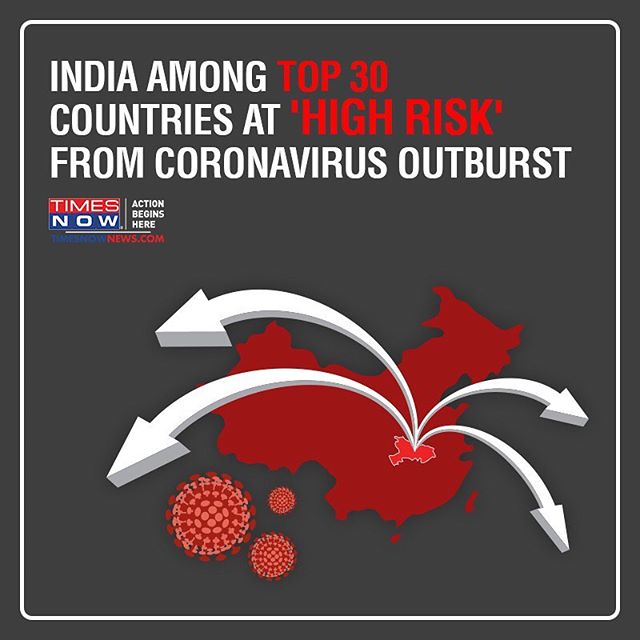 INDIA AMONG TOP 30
COUNTRIES AT 'HIGH RISK'
FROM CORONAVIRUS OUTBURST
TIMES NOW. ACTION BEGINS HERE
TIMESNOWNEWS.COM